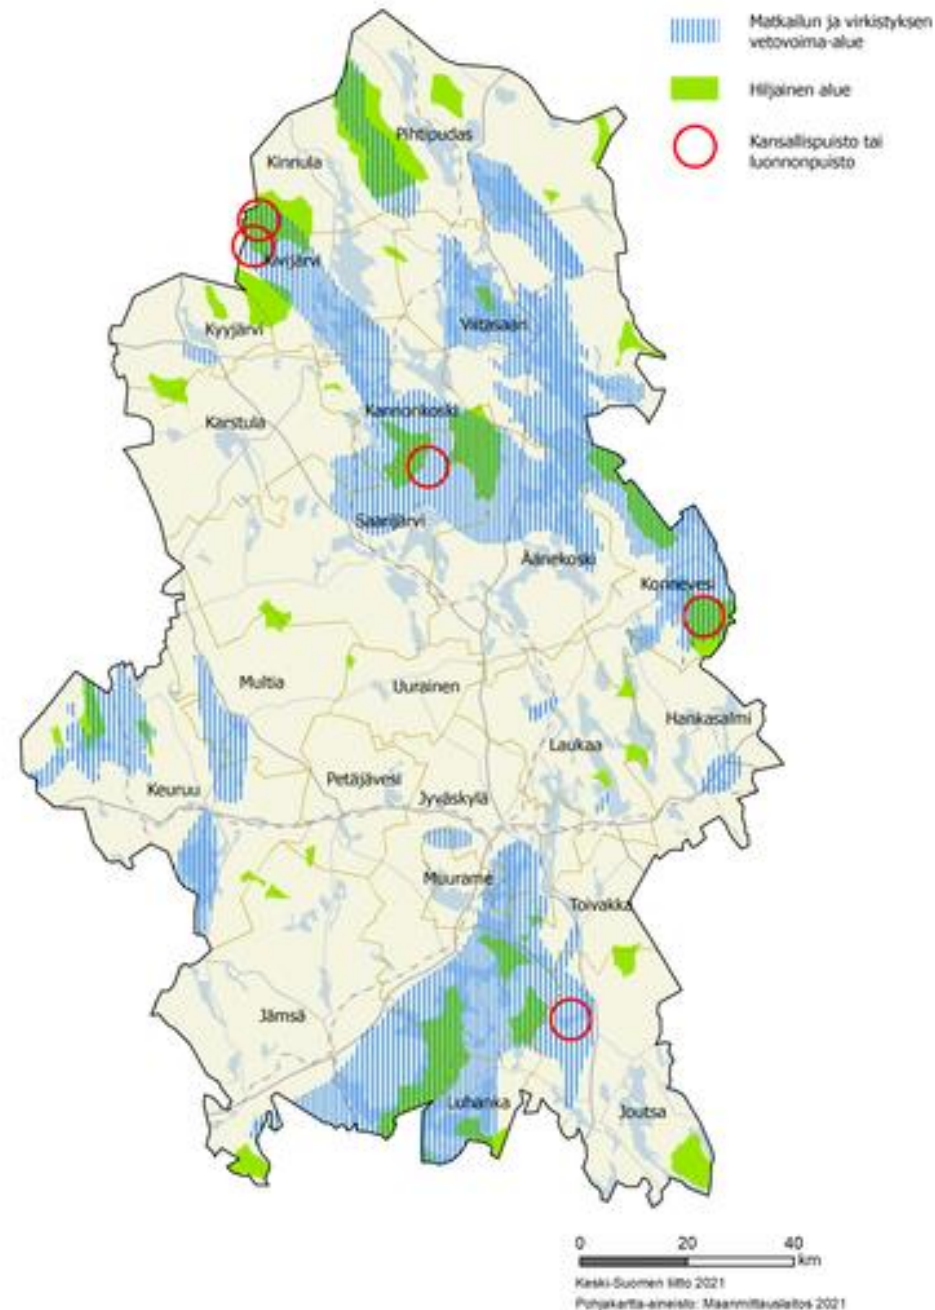 Matkailun ja virkistyksen
vetovoima-alue
Hiljainen alue
Kansallispuisto tai
luonnonpuisto
Pihtipudas
Kinnula
Kivijärvi
Kyyjärvi
Viitasaari
Kannonkoski
Karstula
Saarijärvi
Äänekoski
Konnevesi
Multia
Uurainen
Hankasalmi
Laukaa
Petäjävesi
Keuruu
Jyväskylä
Muurame
Toivakka
Jämsä
Luhanka
Joutsa
0 20 40
km
Keski-Suomen liitto 2021
Pohjakartta-aineisto: Maanmittauslaitos 2021